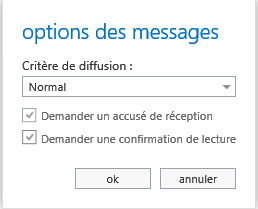 options des messages
Critère de diffusion :
Normal
Demander un accusé de réception
Demander une confirmation de lecture
ok annuler